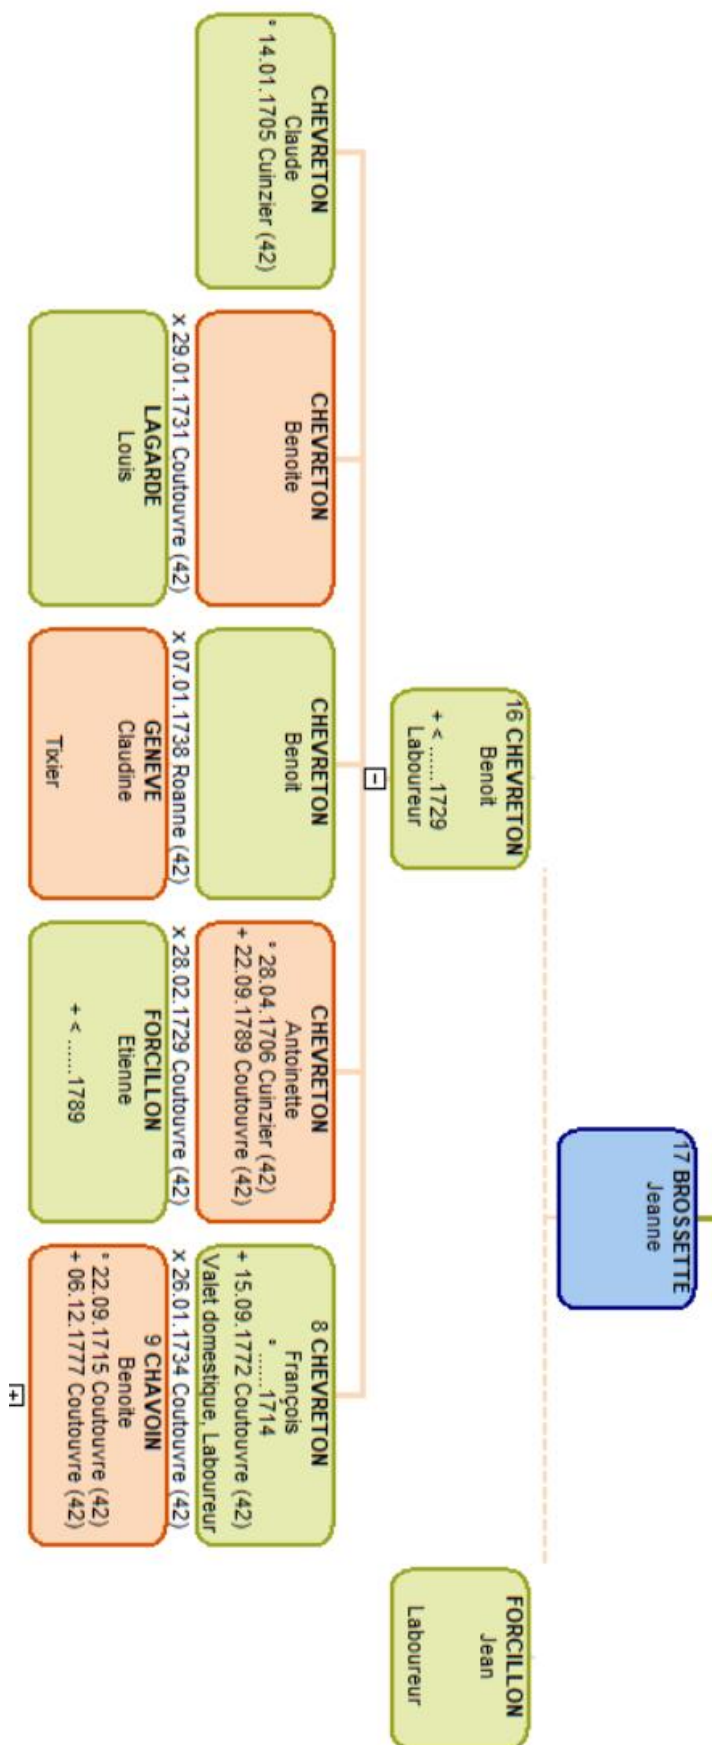 17 BROSSETTE
Jeanne
16 CHEVRETON
Benoit
+ < ......1729
Laboureur
FORCILLON
Jean
Laboureur
CHEVRETON
Claude
° 14.01.1705 Cuinzier (42)
CHEVRETON
Benoite
x 29.01.1731 Coutouvre (42)
LAGARDE
Louis
CHEVRETON
Benoit
x 07.01.1738 Roanne (42)
GENEVE
Claudine
Tixier
CHEVRETON
Antoinette
° 28.04.1706 Cuinzier (42)
+ 22.09.1789 Coutouvre (42)
x 28.02.1729 Coutouvre (42)
FORCILLON
Etienne
+ < ......1789
8 CHEVRETON
François
° ......1714
+ 15.09.1772 Coutouvre (42)
Valet domestique, Laboureur
x 26.01.1734 Coutouvre (42)
9 CHAVOIN
Benoite
° 22.09.1715 Coutouvre (42)
+ 06.12.1777 Coutouvre (42)